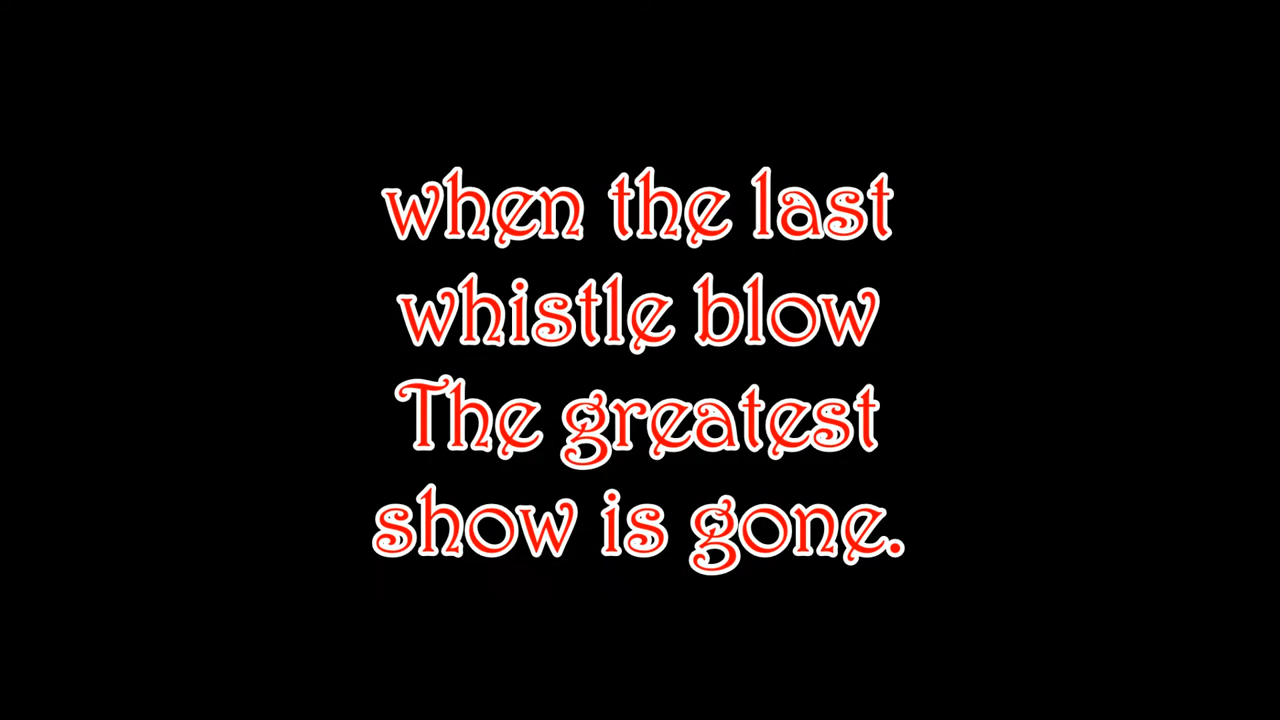 when the last
whistle blow
The greatest
show is gone.